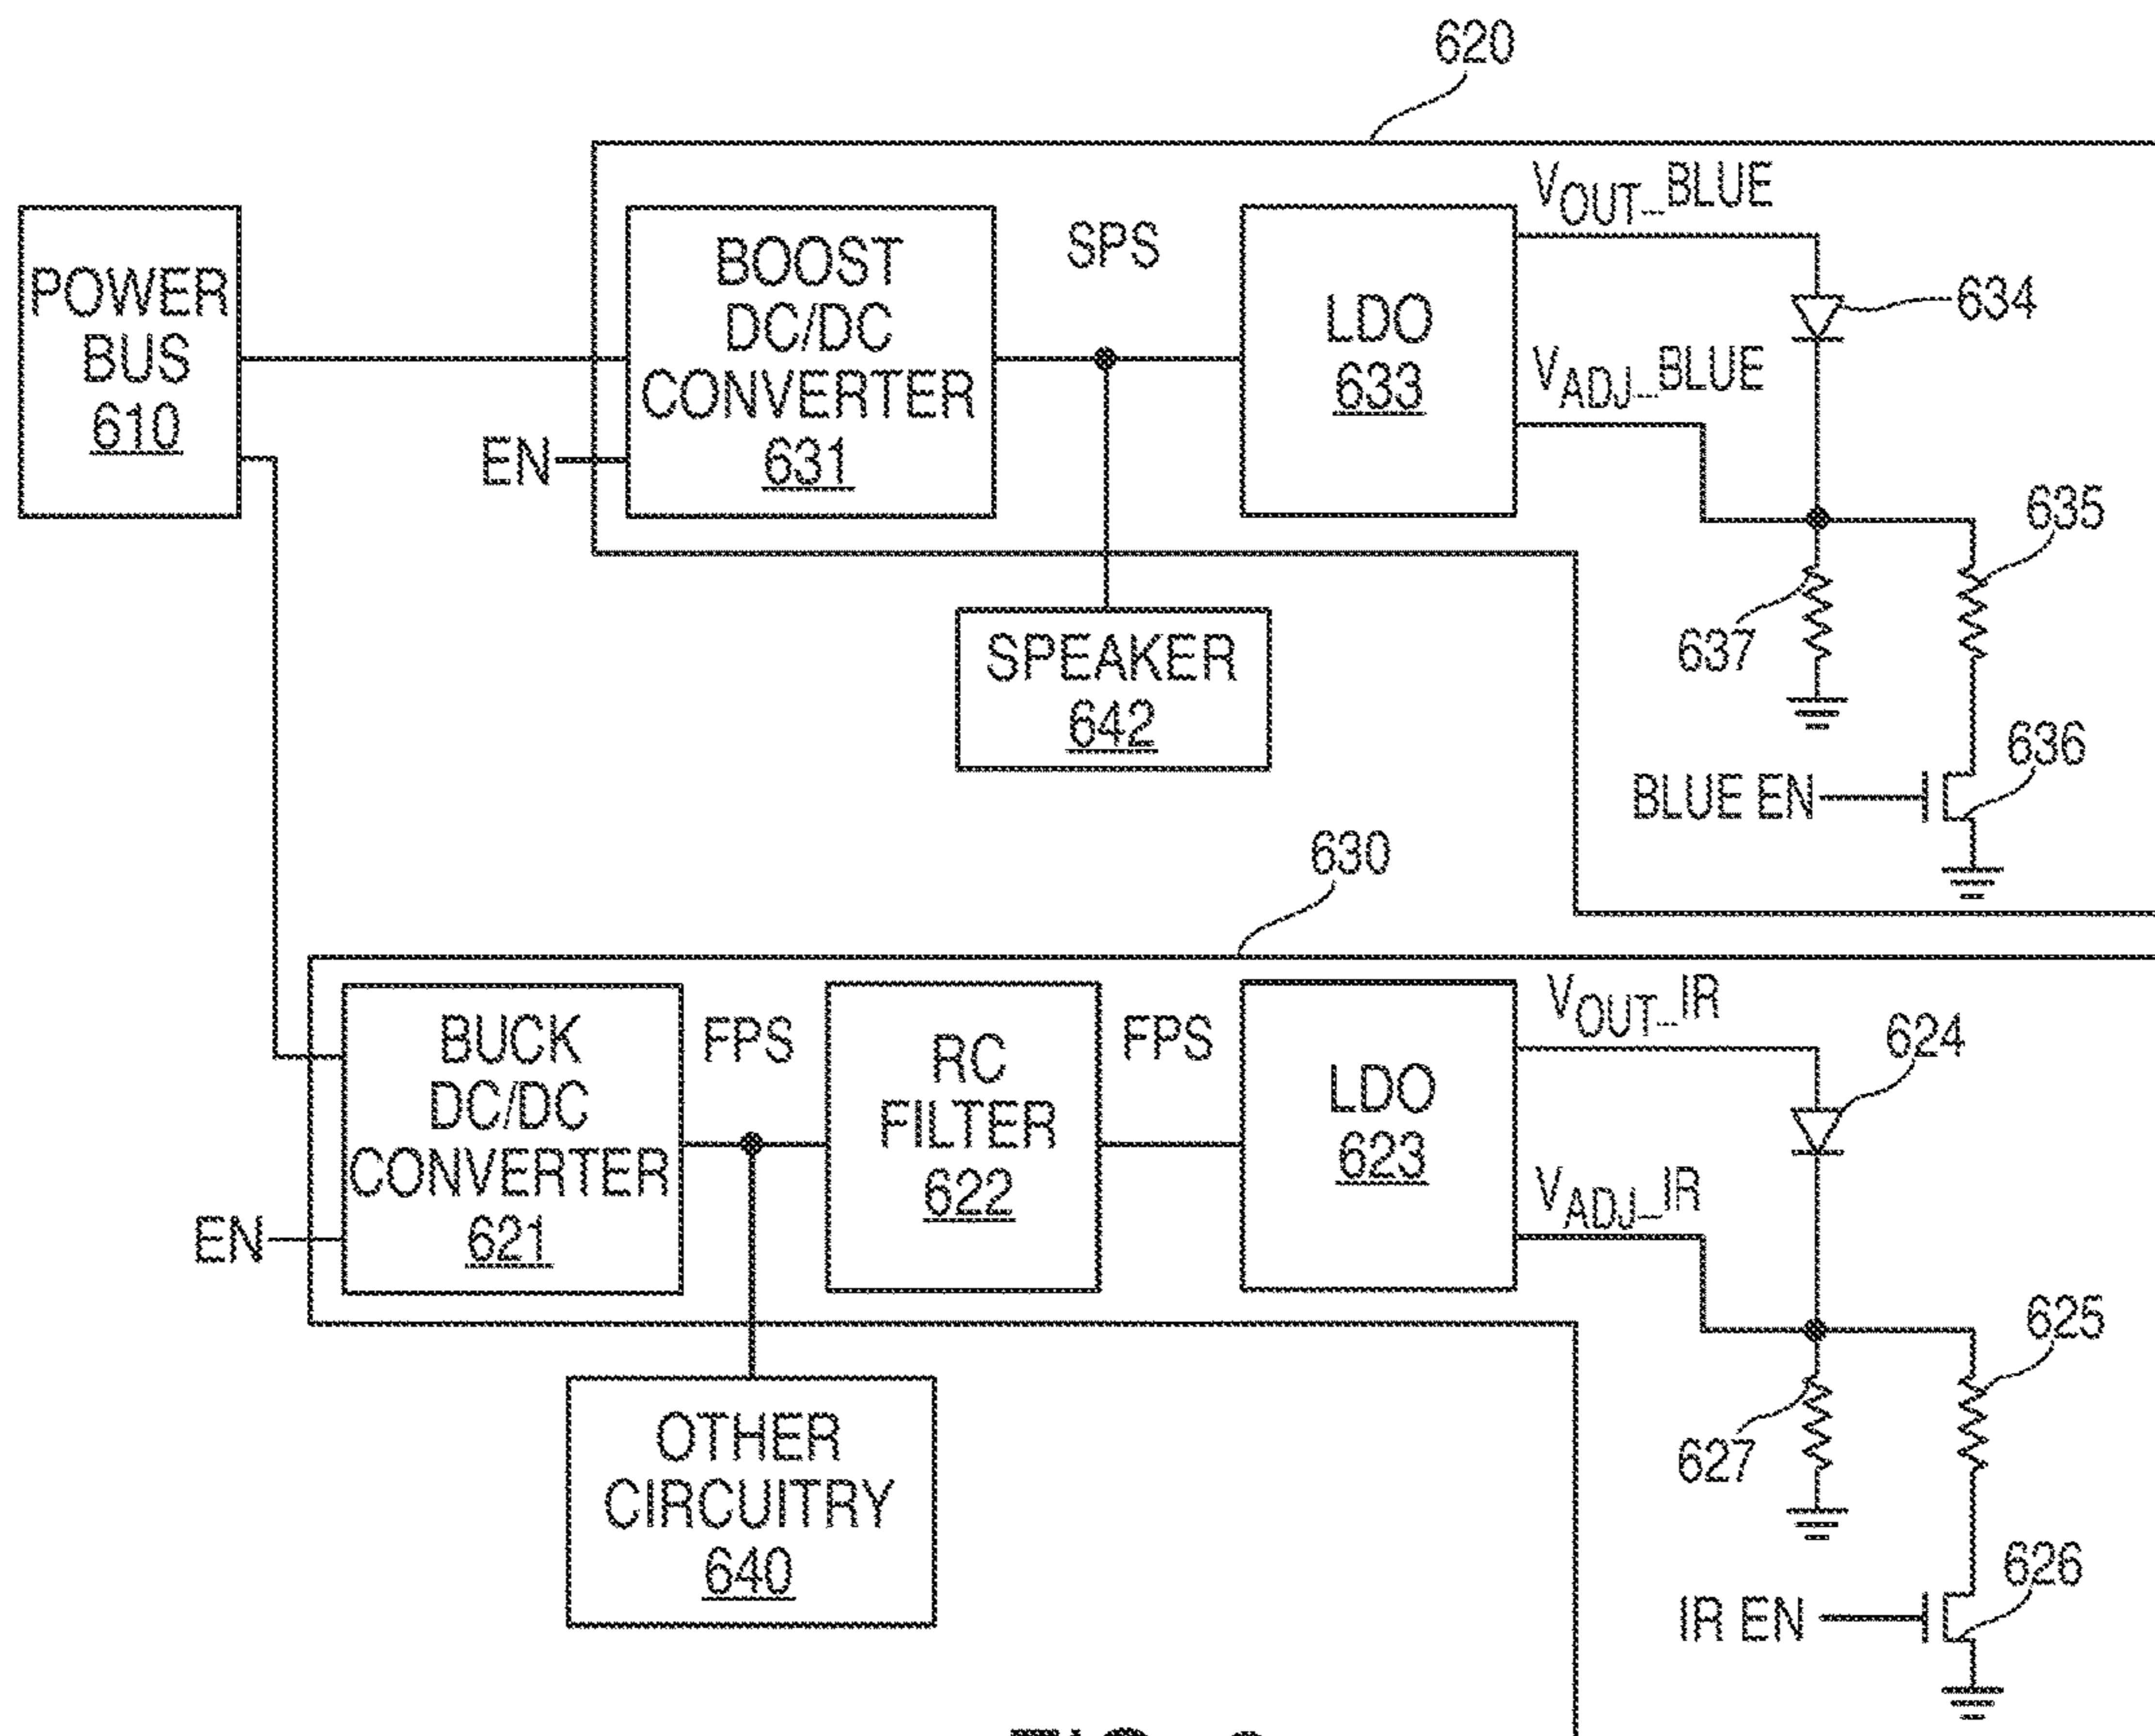 620
POWER
BUS
610
BOOST
DC/DC
CONVERTER
631
EN
SPS
LDO
633
VOUT_BLUE
VADJ_BLUE
634
635
637
SPEAKER
642
636
BLUE EN
630
BUCK
DC/DC
CONVERTER
621
EN
FPS
RC
FILTER
622
FPS
LDO
623
VOUT_IR
VADJ_IR
624
625
627
OTHER
CIRCUITRY
640
626
IR EN